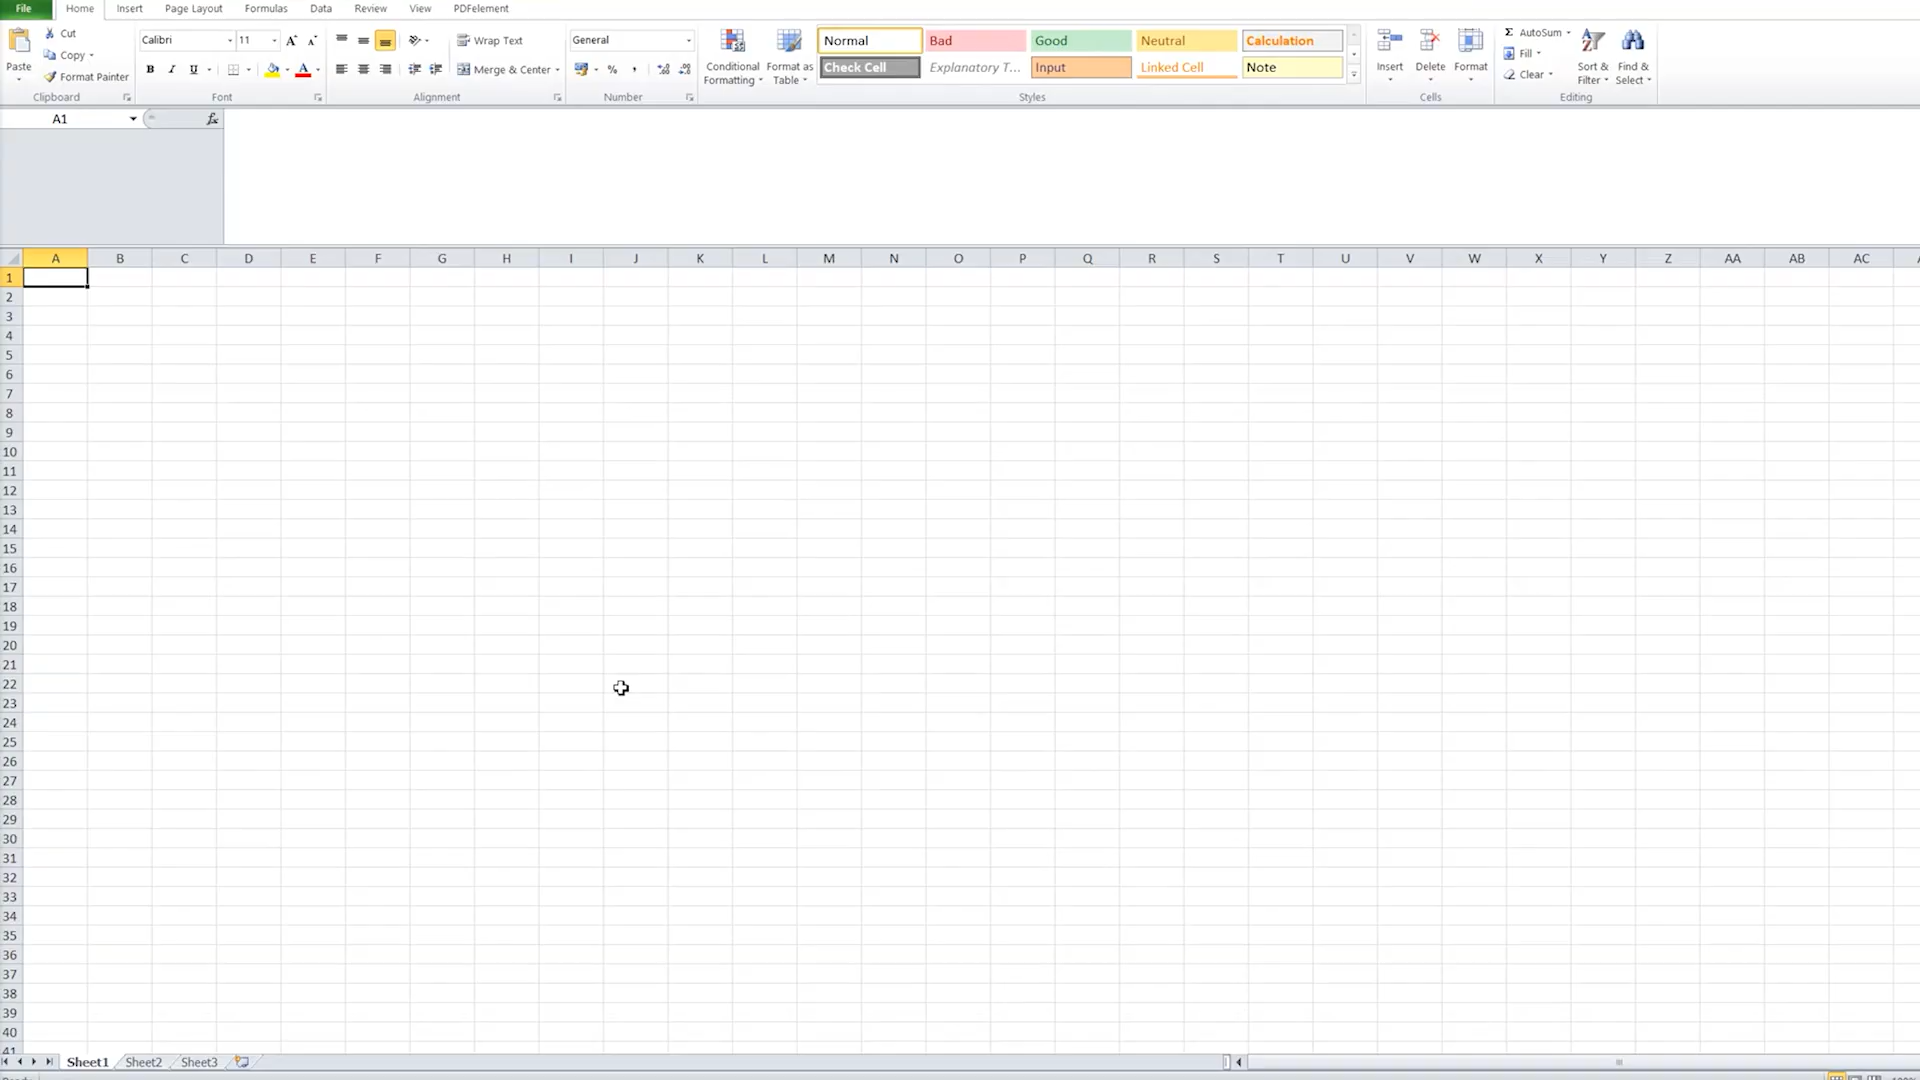 File Home Insert Page Layout Formulas Data Review View PDFelement
Cut
Copy
Format Painter
Paste
Clipboard
Calibri 11
B I U
Font
Wrap Text
Merge & Center
Alignment
General
% ,
Number
Conditional Formatting
Format as Table
Normal Bad Good Neutral Calculation
Check Cell Explanatory T... Input Linked Cell Note
Styles
Insert Delete Format
Cells
Σ AutoSum
Fill
Clear
Sort & Filter
Find & Select
Editing
A1 fx
A B C D E F G H I J K L M N O P Q R S T U V W X Y Z AA AB AC
1
2
3
4
5
6
7
8
9
10
11
12
13
14
15
16
17
18
19
20
21
22
23
24
25
26
27
28
29
30
31
32
33
34
35
36
37
38
39
40
41
Sheet1 Sheet2 Sheet3